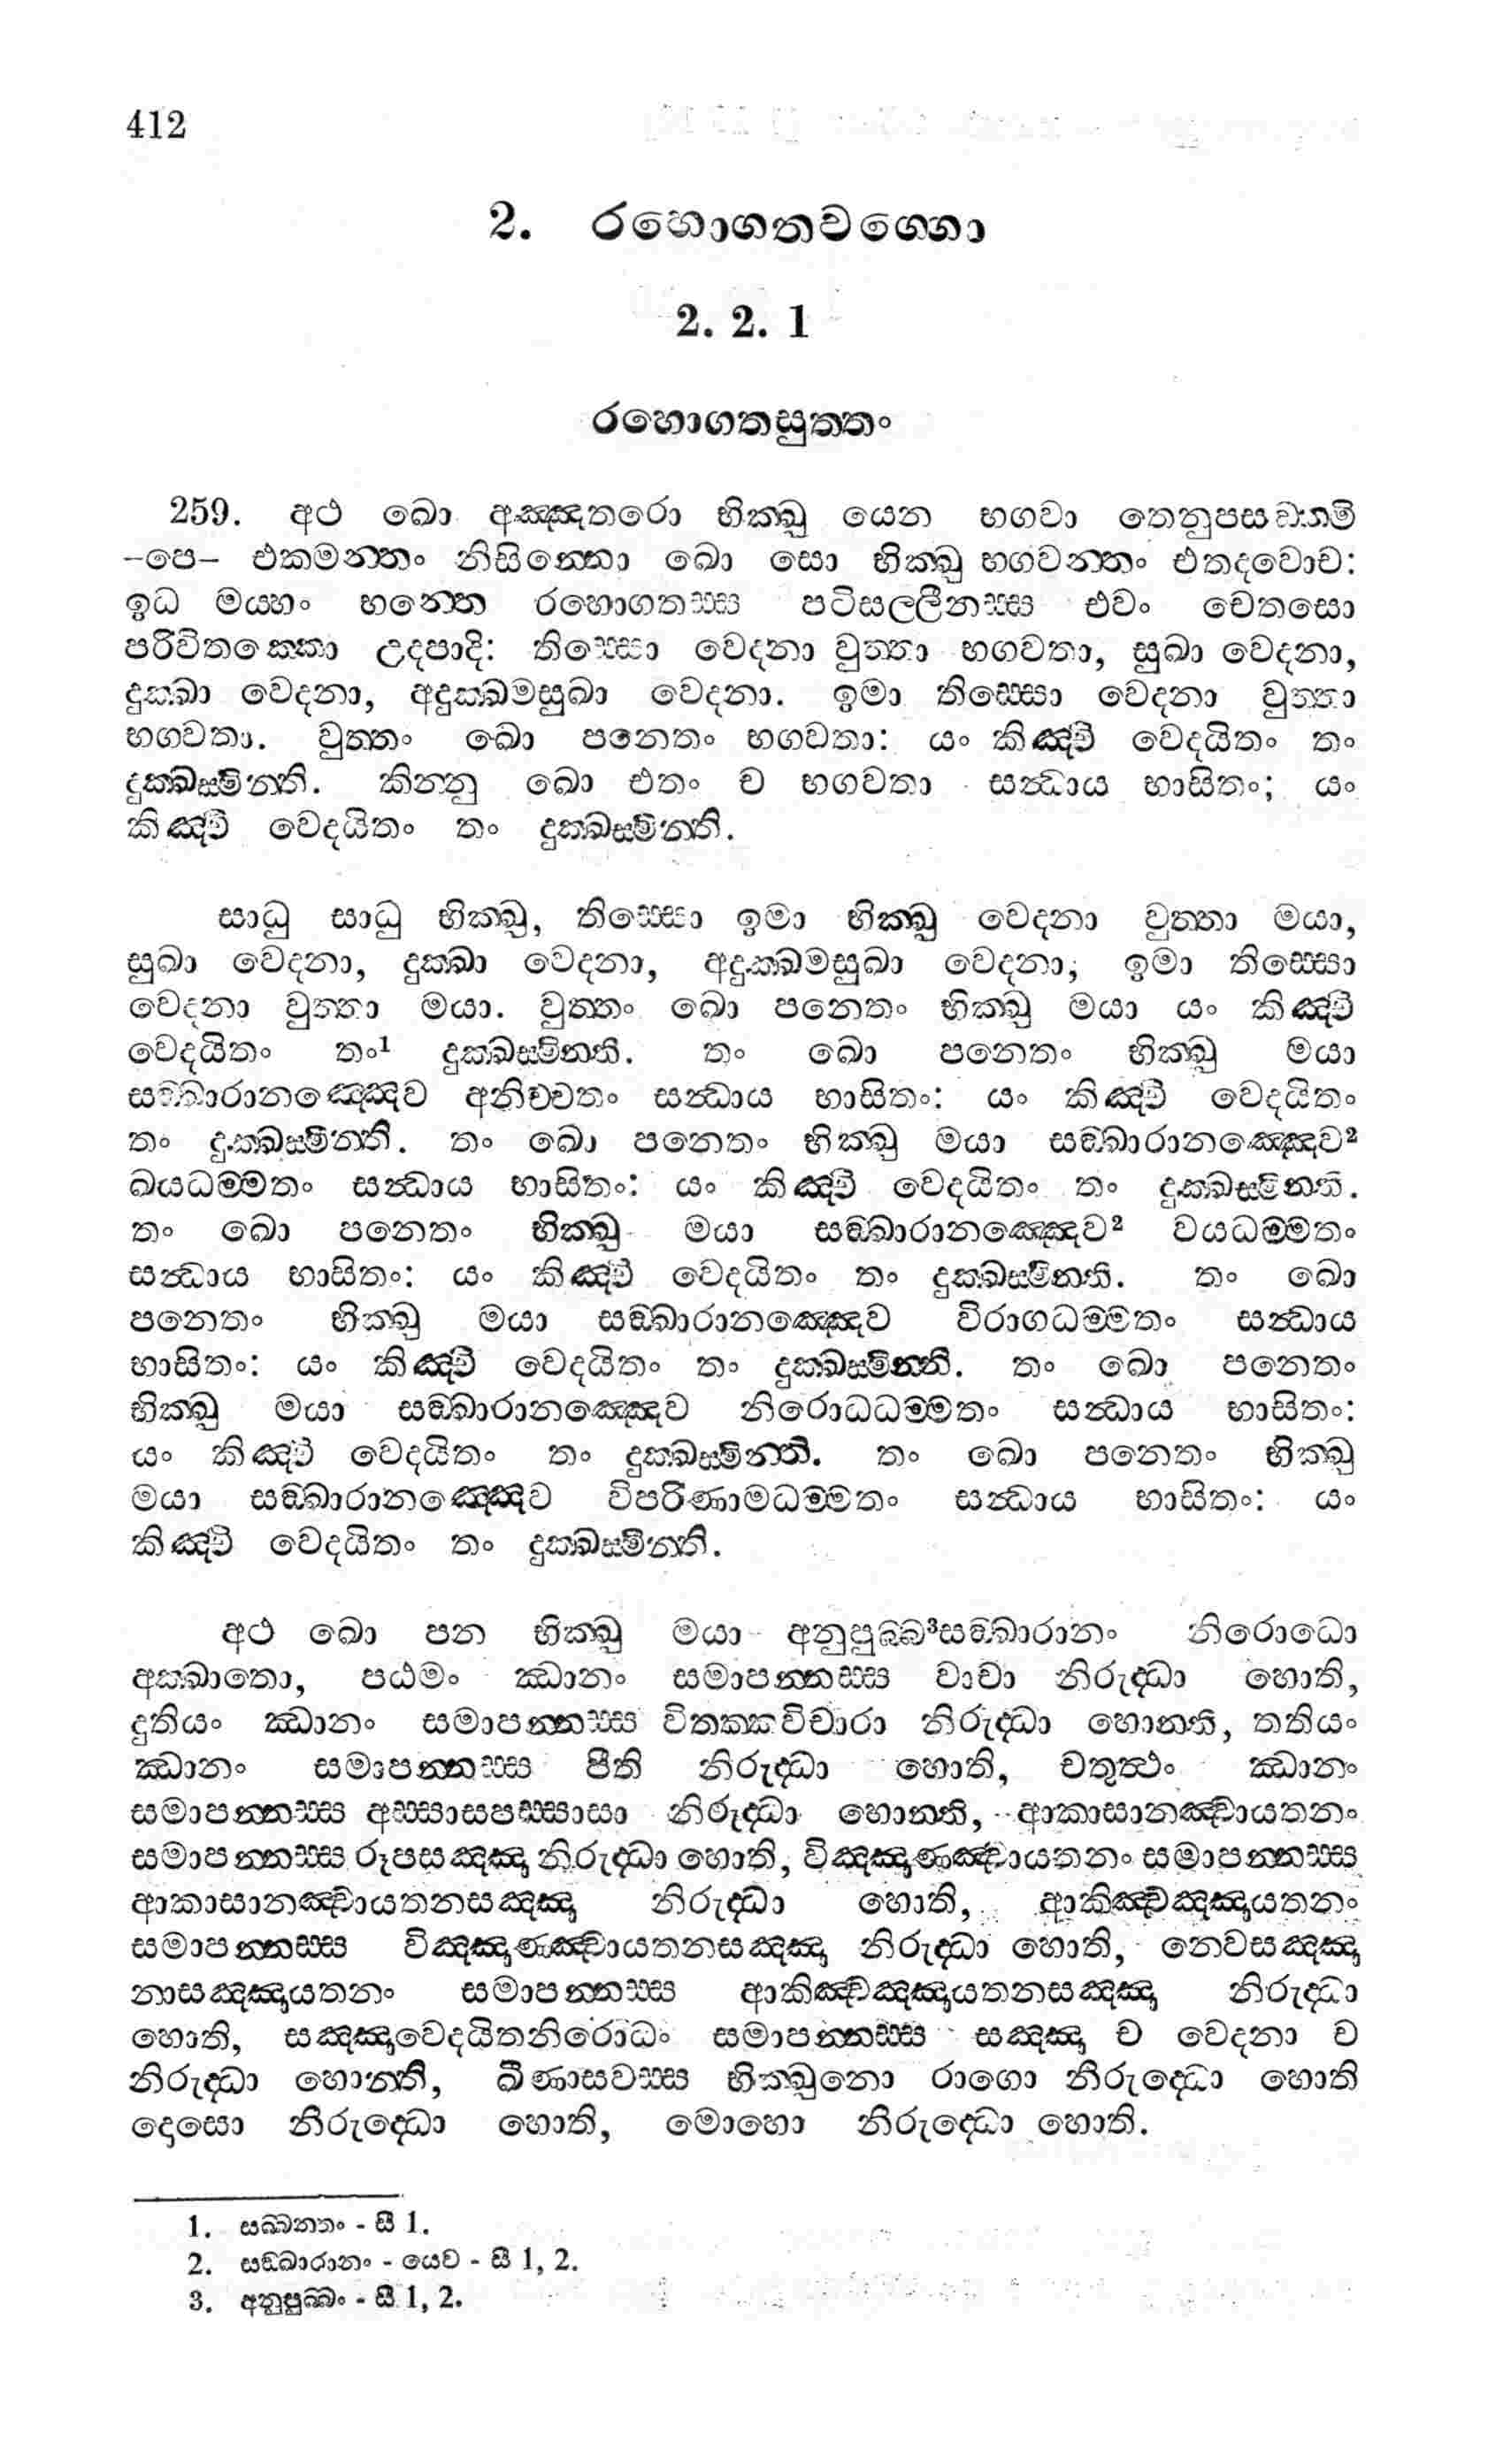 412
2. රහොගතවග්ගො
2. 2. 1
රහොගතසුත්තං
259. අථ ඛො අඤ්ඤතරො භික්ඛු යෙන භගවා තෙනුපසඞ්කමි
-පෙ- එකමන්තං නිසින්නො ඛො සො භික්ඛු භගවන්තං එතදවොච:
ඉධ මය්හං භන්තෙ රහොගතස්ස පටිසල්ලීනස්ස එවං චෙතසො
පරිවිතක්කො උදපාදි: තිස්සො වෙදනා වුත්තා භගවතා, සුඛා වෙදනා,
දුක්ඛා වෙදනා, අදුක්ඛමසුඛා වෙදනා. ඉමා තිස්සො වෙදනා වුත්තා
භගවතා. වුත්තං ඛො පනෙතං භගවතා: යං කිඤ්චි වෙදයිතං තං
දුක්ඛස්මින්ති. කින්නු ඛො එතං ච භගවතා සන්ධාය භාසිතං; යං
කිඤ්චි වෙදයිතං තං දුක්ඛස්මින්ති.
සාධු සාධු භික්ඛු, තිස්සො ඉමා භික්ඛු වෙදනා වුත්තා මයා,
සුඛා වෙදනා, දුක්ඛා වෙදනා, අදුක්ඛමසුඛා වෙදනා; ඉමා තිස්සො
වෙදනා වුත්තා මයා. වුත්තං ඛො පනෙතං භික්ඛු මයා යං කිඤ්චි
වෙදයිතං තං¹ දුක්ඛස්මින්ති. තං ඛො පනෙතං භික්ඛු මයා
සඞ්ඛාරානඤ්ඤෙව අනිච්චතං සන්ධාය භාසිතං: යං කිඤ්චි වෙදයිතං
තං දුක්ඛස්මින්ති. තං ඛො පනෙතං භික්ඛු මයා සඞ්ඛාරානඤ්ඤෙව²
ඛයධම්මතං සන්ධාය භාසිතං: යං කිඤ්චි වෙදයිතං තං දුක්ඛස්මින්ති.
තං ඛො පනෙතං භික්ඛු මයා සඞ්ඛාරානඤ්ඤෙව² වයධම්මතං
සන්ධාය භාසිතං: යං කිඤ්චි වෙදයිතං තං දුක්ඛස්මින්ති. තං ඛො
පනෙතං භික්ඛු මයා සඞ්ඛාරානඤ්ඤෙව විරාගධම්මතං සන්ධාය
භාසිතං: යං කිඤ්චි වෙදයිතං තං දුක්ඛස්මින්ති. තං ඛො පනෙතං
භික්ඛු මයා සඞ්ඛාරානඤ්ඤෙව නිරොධධම්මතං සන්ධාය භාසිතං:
යං කිඤ්චි වෙදයිතං තං දුක්ඛස්මින්ති. තං ඛො පනෙතං භික්ඛු
මයා සඞ්ඛාරානඤ්ඤෙව විපරිණාමධම්මතං සන්ධාය භාසිතං: යං
කිඤ්චි වෙදයිතං තං දුක්ඛස්මින්ති.
අථ ඛො පන භික්ඛු මයා අනුපුබ්බ³සඞ්ඛාරානං නිරොධො
අක්ඛාතො, පඨමං ඣානං සමාපන්නස්ස වාචා නිරුද්ධා හොති,
දුතියං ඣානං සමාපන්නස්ස විතක්කවිචාරා නිරුද්ධා හොන්ති, තතියං
ඣානං සමාපන්නස්ස පීති නිරුද්ධා හොති, චතුත්ථං ඣානං
සමාපන්නස්ස අස්සාසපස්සාසා නිරුද්ධා හොන්ති, ආකාසානඤ්චායතනං
සමාපන්නස්ස රූපසඤ්ඤා නිරුද්ධා හොති, විඤ්ඤාණඤ්චායතනං සමාපන්නස්ස
ආකාසානඤ්චායතනසඤ්ඤා නිරුද්ධා හොති, ආකිඤ්චඤ්ඤායතනං
සමාපන්නස්ස විඤ්ඤාණඤ්චායතනසඤ්ඤා නිරුද්ධා හොති, නෙවසඤ්ඤා
නාසඤ්ඤායතනං සමාපන්නස්ස ආකිඤ්චඤ්ඤායතනසඤ්ඤා නිරුද්ධා
හොති, සඤ්ඤාවෙදයිතනිරොධං සමාපන්නස්ස සඤ්ඤා ච වෙදනා ච
නිරුද්ධා හොන්ති, ඛීණාසවස්ස භික්ඛුනො රාගො නිරුද්ධො හොති
දොසො නිරුද්ධො හොති, මොහො නිරුද්ධො හොති.
1. සබ්බන්තං - සී 1.
2. සඞ්ඛාරානං - යෙව - සී 1, 2.
3. අනුපුබ්බං - සී 1, 2.